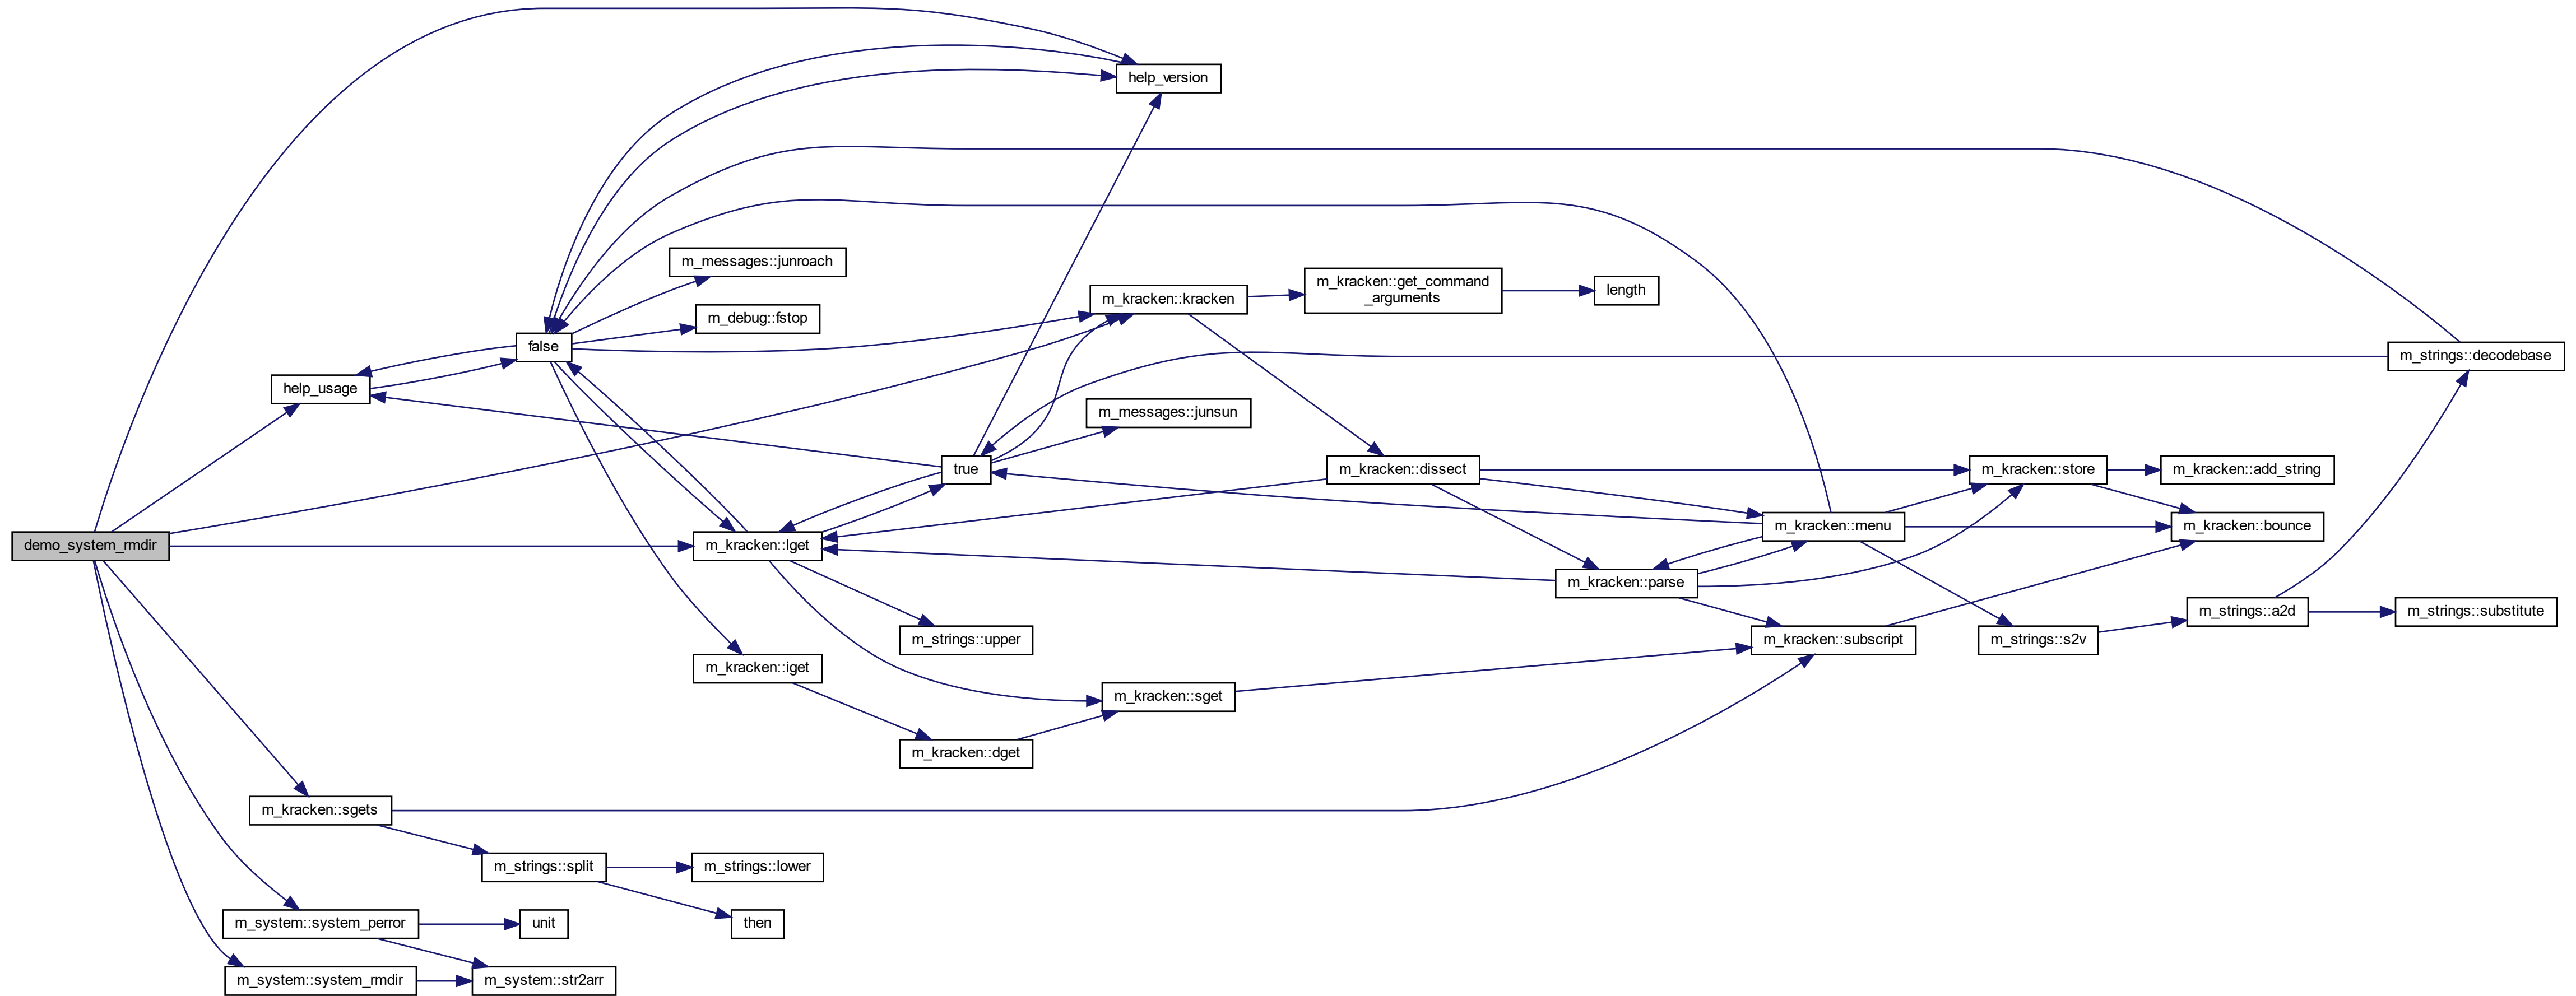 help_version
m_messages::junroach
m_kracken::kracken
m_kracken::get_command
_arguments
length
m_debug::fstop
false
m_strings::decodebase
help_usage
m_messages::junsun
true
m_kracken::dissect
m_kracken::store
m_kracken::add_string
demo_system_rmdir
m_kracken::lget
m_kracken::menu
m_kracken::bounce
m_kracken::parse
m_strings::upper
m_kracken::subscript
m_strings::s2v
m_strings::a2d
m_strings::substitute
m_kracken::iget
m_kracken::sget
m_kracken::dget
m_kracken::sgets
m_strings::split
m_strings::lower
m_system::system_perror
unit
then
m_system::system_rmdir
m_system::str2arr